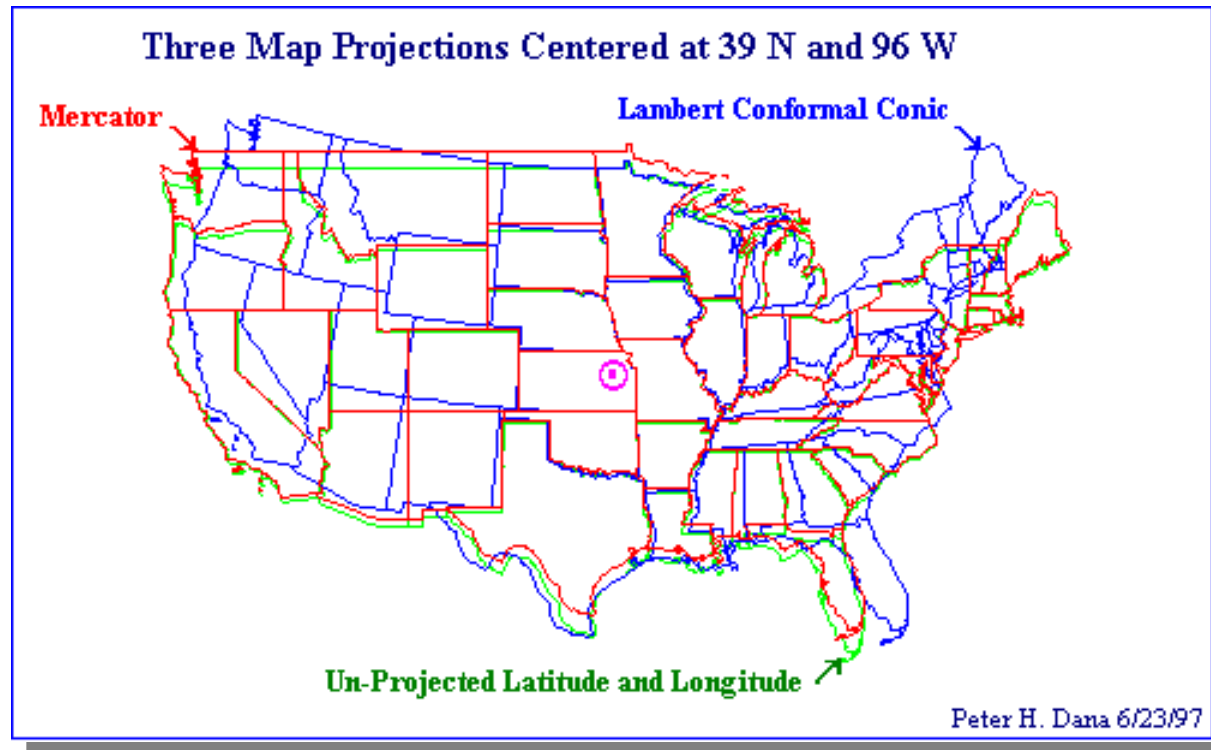 Three Map Projections Centered at 39 N and 96 W
Mercator
Lambert Conformal Conic
Un-Projected Latitude and Longitude
Peter H. Dana 6/23/97